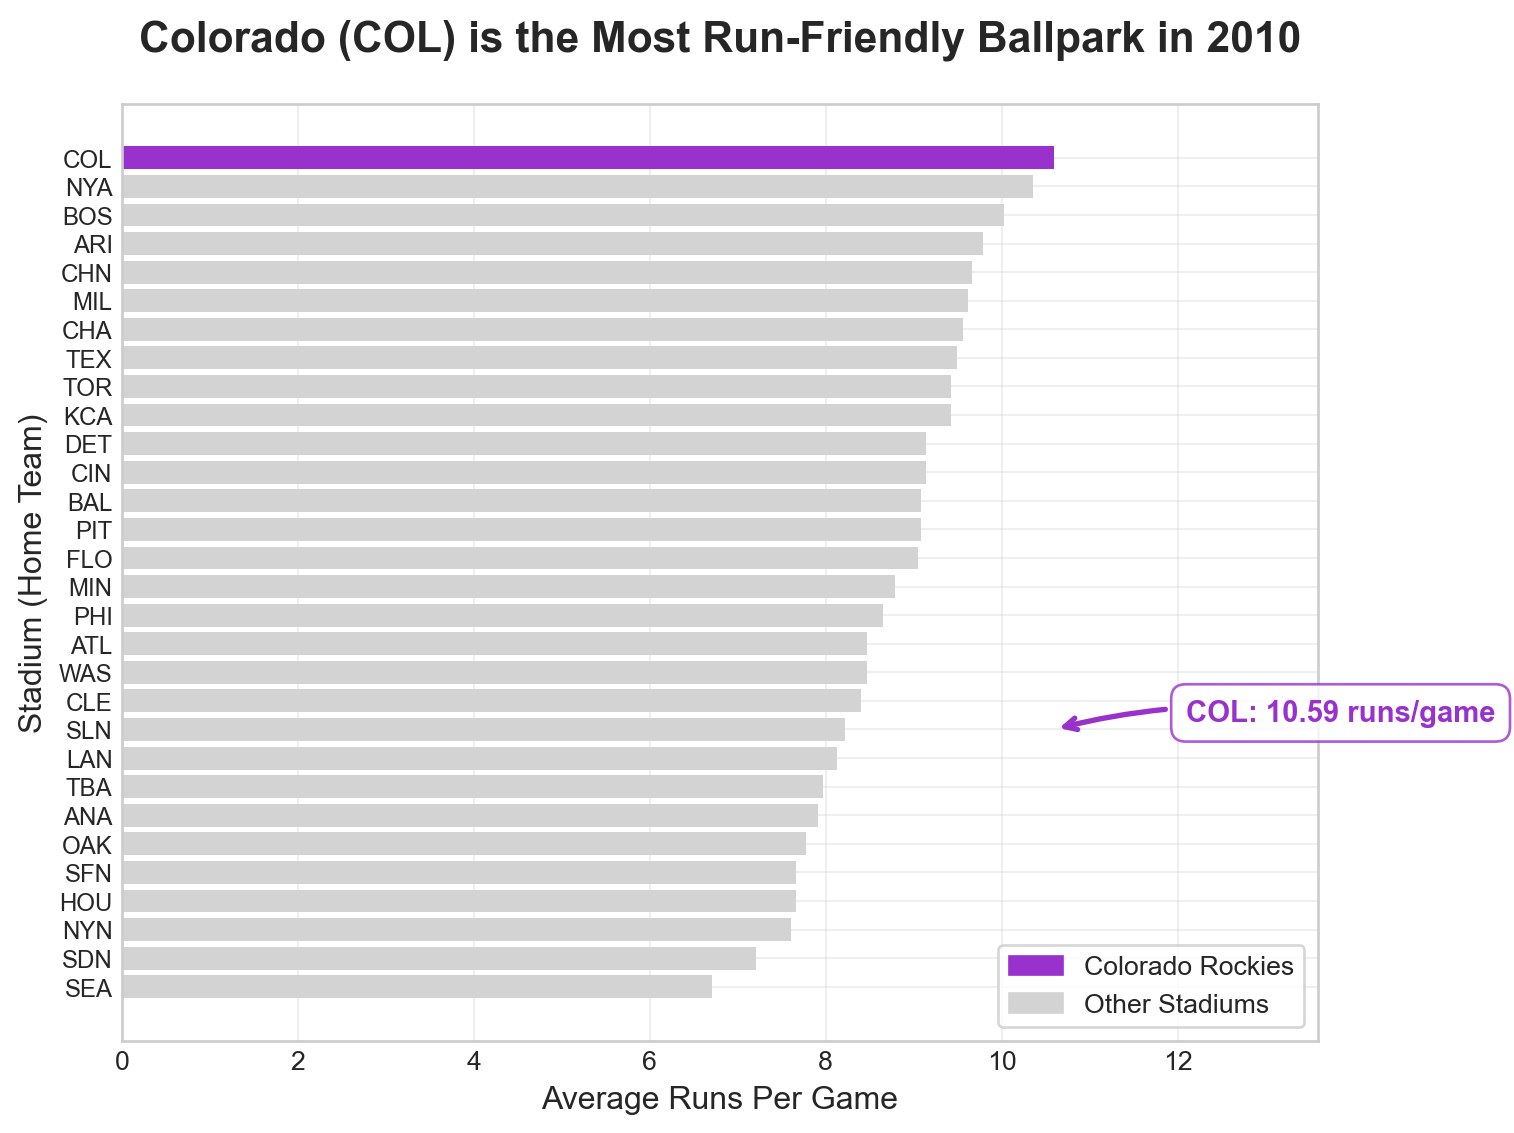 Colorado (COL) is the Most Run-Friendly Ballpark in 2010
Stadium (Home Team)
COL
NYA
BOS
ARI
CHN
MIL
CHA
TEX
TOR
KCA
DET
CIN
BAL
PIT
FLO
MIN
PHI
ATL
WAS
CLE
SLN
LAN
TBA
ANA
OAK
SFN
HOU
NYN
SDN
SEA
COL: 10.59 runs/game
Colorado Rockies
Other Stadiums
0 2 4 6 8 10 12
Average Runs Per Game